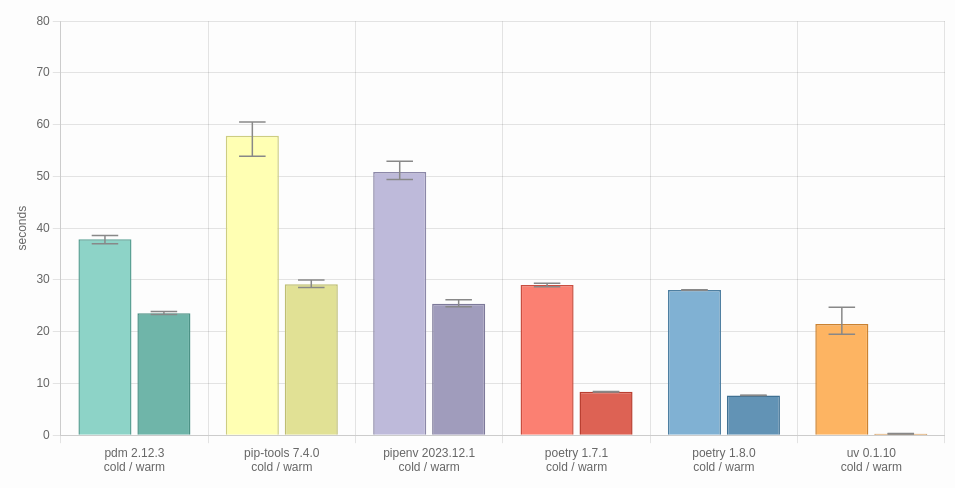 80
70
60
50
40
30
20
10
0
seconds
pdm 2.12.3
cold / warm
pip-tools 7.4.0
cold / warm
pipenv 2023.12.1
cold / warm
poetry 1.7.1
cold / warm
poetry 1.8.0
cold / warm
uv 0.1.10
cold / warm